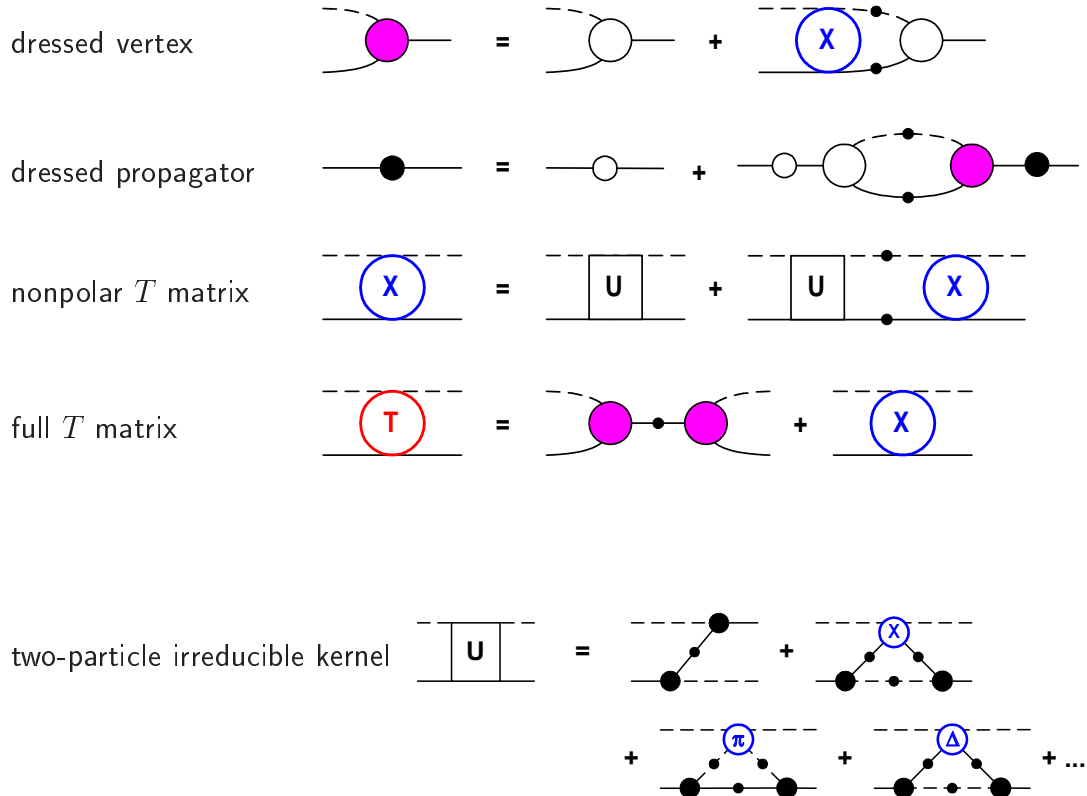 dressed vertex = + X
dressed propagator = +
nonpolar T matrix X = U + U X
full T matrix T = + X
two-particle irreducible kernel U = + X
+ π + Δ + ...